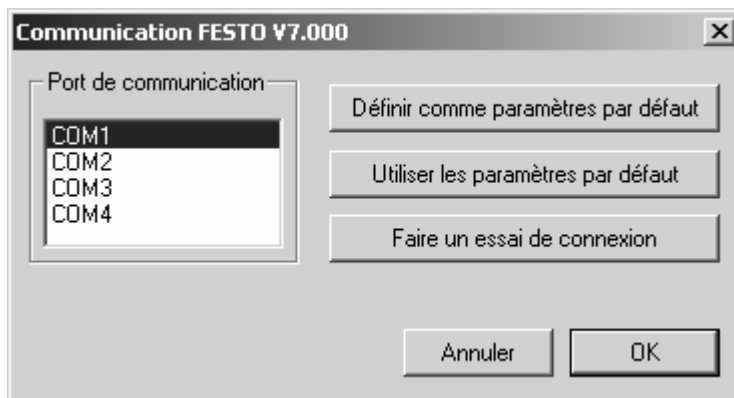 Communication FESTO V7.000
Port de communication
COM1
COM2
COM3
COM4
Définir comme paramètres par défaut
Utiliser les paramètres par défaut
Faire un essai de connexion
Annuler
OK